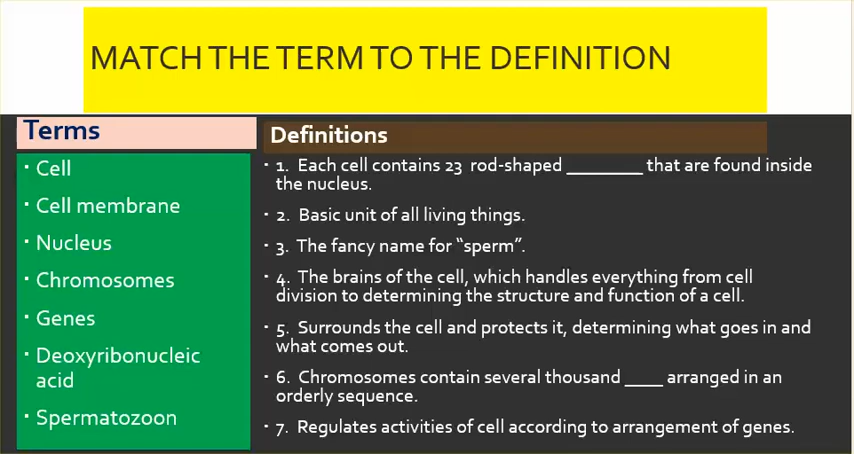 MATCH THE TERM TO THE DEFINITION
Terms
• Cell
• Cell membrane
• Nucleus
• Chromosomes
• Genes
• Deoxyribonucleic
acid
• Spermatozoon
Definitions
• 1. Each cell contains 23 rod-shaped ________ that are found inside
the nucleus.
• 2. Basic unit of all living things.
• 3. The fancy name for “sperm”.
• 4. The brains of the cell, which handles everything from cell
division to determining the structure and function of a cell.
• 5. Surrounds the cell and protects it, determining what goes in and
what comes out.
• 6. Chromosomes contain several thousand ____ arranged in an
orderly sequence.
• 7. Regulates activities of cell according to arrangement of genes.